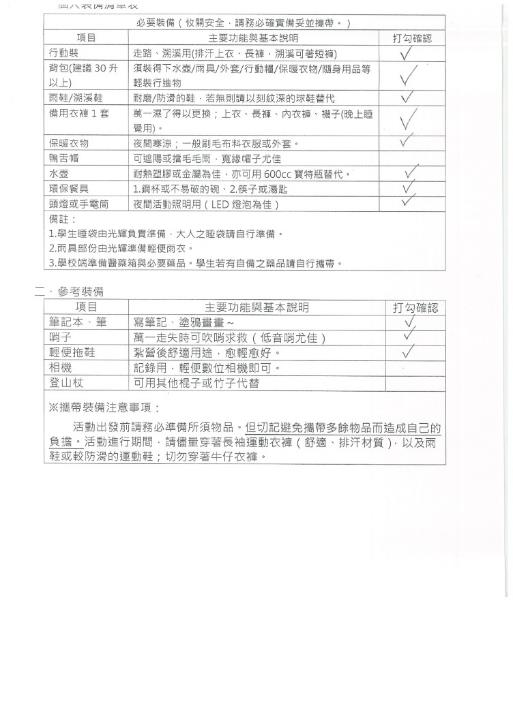 個人裝備清單表
必要裝備（攸關安全，請務必確實備妥並攜帶。）
項目 主要功能與基本說明 打勾確認
行動裝 走路、溯溪用(排汗上衣、長褲，溯溪可著短褲) ✓
背包(建議 30 升以上) 須裝得下水壺/雨具/外套/行動糧/保暖衣物/隨身用品等
輕裝行進物 ✓
雨鞋/溯溪鞋 耐磨/防滑的鞋，若無則請以刻紋深的球鞋替代 ✓
備用衣褲 1 套 萬一濕了得以更換；上衣、長褲、內衣褲、襪子(晚上睡
覺用)。 ✓
保暖衣物 夜間寒涼；一般刷毛布料衣服或外套。 ✓
鴨舌帽 可遮陽或擋毛毛雨，寬緣帽子尤佳
水壺 耐熱塑膠或金屬為佳，亦可用 600cc 寶特瓶替代。 ✓
環保餐具 1.鋼杯或不易破的碗、2.筷子或湯匙 ✓
頭燈或手電筒 夜間活動照明用（LED 燈泡為佳） ✓
備註：
1.學生睡袋由光輝負責準備，大人之睡袋請自行準備。
2.雨具部份由光輝準備輕便雨衣。
3.學校端準備醫藥箱與必要藥品。學生若有自備之藥品請自行攜帶。
二、參考裝備
項目 主要功能與基本說明 打勾確認
筆記本、筆 寫筆記、塗鴉畫畫～ ✓
哨子 萬一走失時可吹哨求救（低音哨尤佳） ✓
輕便拖鞋 紮營後舒適用途，愈輕愈好。 ✓
相機 記錄用，輕便數位相機即可。
登山杖 可用其他棍子或竹子代替
※攜帶裝備注意事項：
活動出發前請務必準備所須物品。但切記避免攜帶多餘物品而造成自己的
負擔。活動進行期間，請儘量穿著長袖運動衣褲（舒適、排汗材質），以及雨
鞋或較防滑的運動鞋；切勿穿著牛仔衣褲。